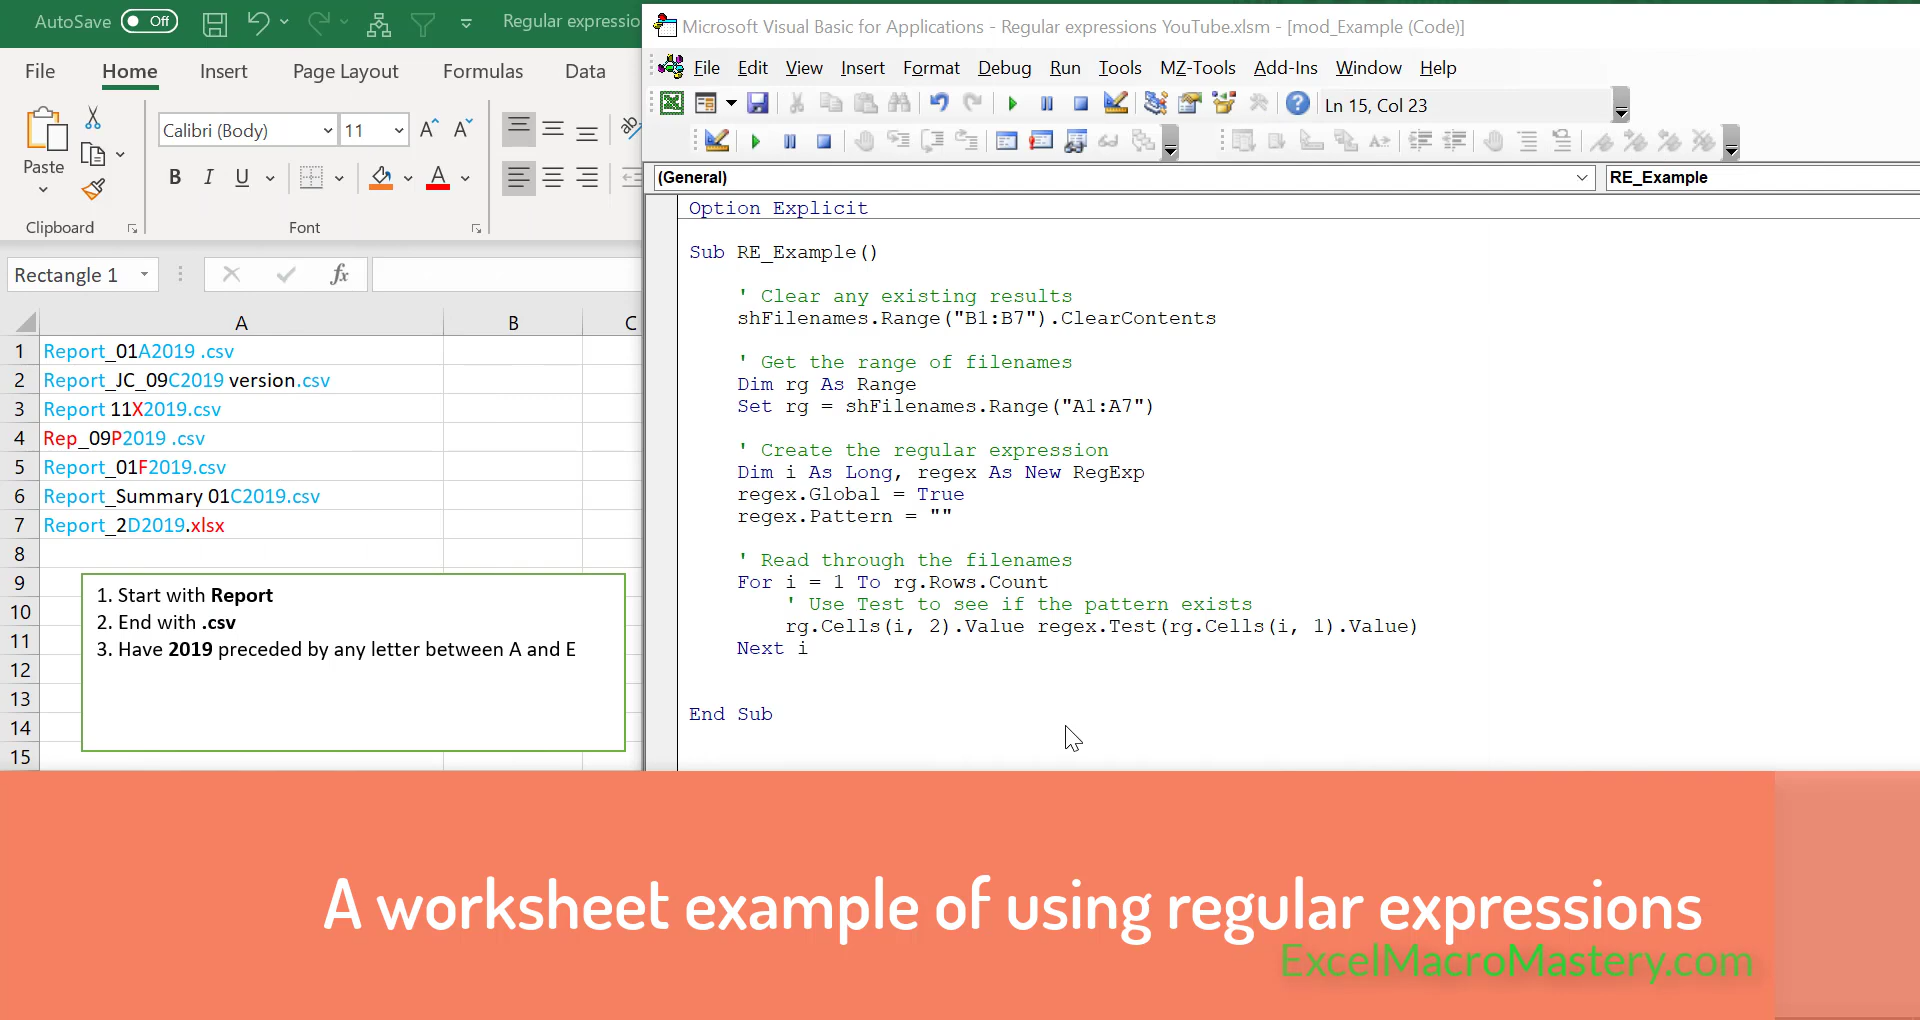 AutoSave Off
Regular expressio
File Home Insert Page Layout Formulas Data
Calibri (Body) 11
Paste
B I U A
Clipboard Font
Rectangle 1 fx
A B C
1 Report_01A2019 .csv
2 Report_JC_09C2019 version.csv
3 Report 11X2019.csv
4 Rep_09P2019 .csv
5 Report_01F2019.csv
6 Report_Summary 01C2019.csv
7 Report_2D2019.xlsx
8
9
10
11
12
13
14
15
1. Start with Report
2. End with .csv
3. Have 2019 preceded by any letter between A and E
Microsoft Visual Basic for Applications - Regular expressions YouTube.xlsm - [mod_Example (Code)]
File Edit View Insert Format Debug Run Tools MZ-Tools Add-Ins Window Help
Ln 15, Col 23
(General) RE_Example
Option Explicit
Sub RE_Example()
' Clear any existing results
shFilenames.Range("B1:B7").ClearContents
' Get the range of filenames
Dim rg As Range
Set rg = shFilenames.Range("A1:A7")
' Create the regular expression
Dim i As Long, regex As New RegExp
regex.Global = True
regex.Pattern = ""
' Read through the filenames
For i = 1 To rg.Rows.Count
' Use Test to see if the pattern exists
rg.Cells(i, 2).Value regex.Test(rg.Cells(i, 1).Value)
Next i
End Sub
A worksheet example of using regular expressions
ExcelMacroMastery.com